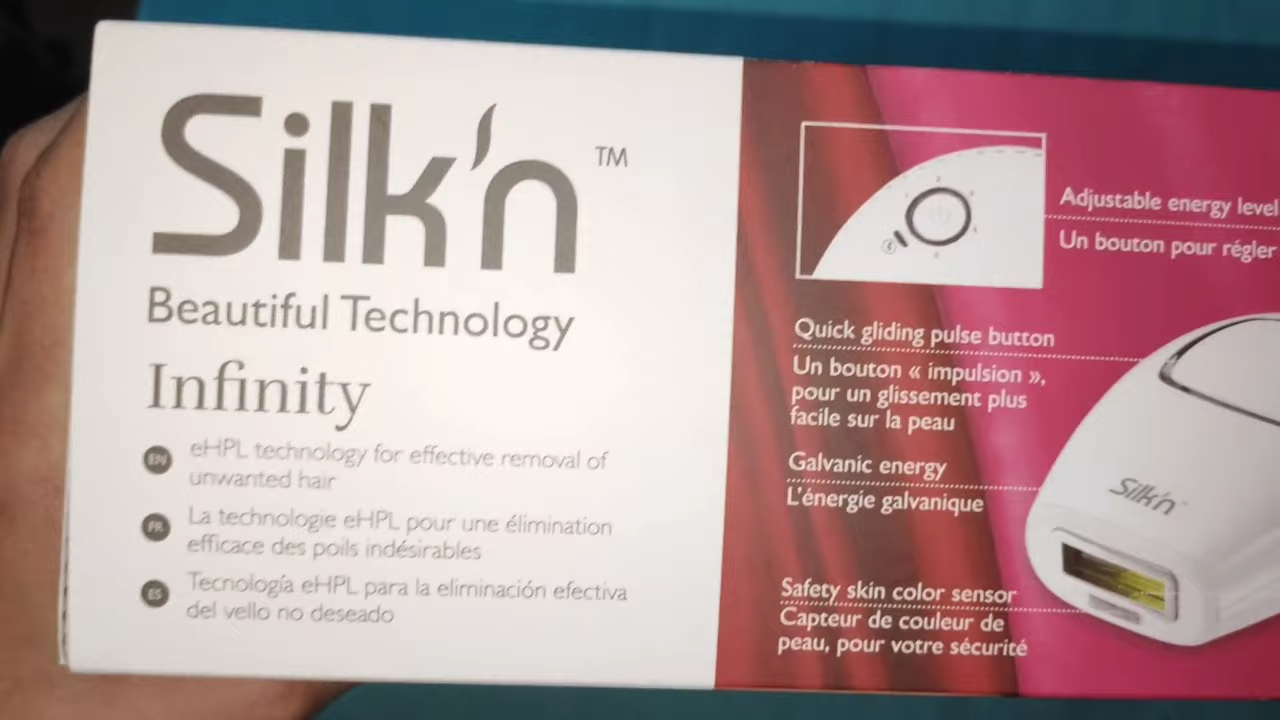 Silk'n™
Beautiful Technology
Infinity
EN eHPL technology for effective removal of
unwanted hair
FR La technologie eHPL pour une élimination
efficace des poils indésirables
ES Tecnología eHPL para la eliminación efectiva
del vello no deseado
Adjustable energy level
Un bouton pour régler
Quick gliding pulse button
Un bouton « impulsion »,
pour un glissement plus
facile sur la peau
Galvanic energy
L'énergie galvanique
Safety skin color sensor
Capteur de couleur de
peau, pour votre sécurité
Silk'n